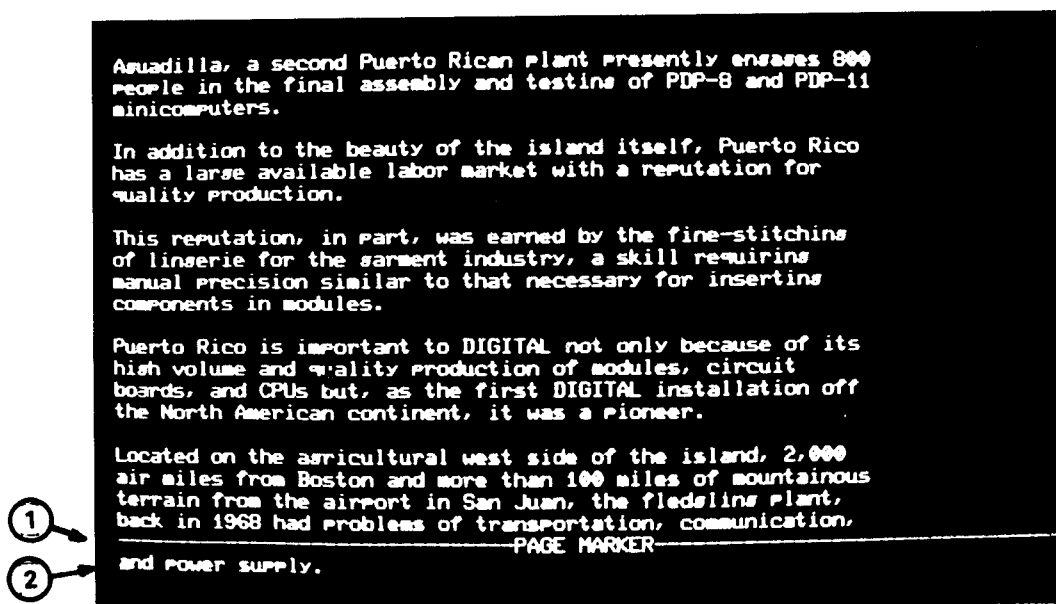 Aguadilla, a second Puerto Rican plant presently engages 800
people in the final assembly and testing of PDP-8 and PDP-11
minicomputers.
In addition to the beauty of the island itself, Puerto Rico
has a large available labor market with a reputation for
quality production.
This reputation, in part, was earned by the fine-stitching
of lingerie for the garment industry, a skill requiring
manual precision similar to that necessary for inserting
components in modules.
Puerto Rico is important to DIGITAL not only because of its
high volume and quality production of modules, circuit
boards, and CPUs but, as the first DIGITAL installation off
the North American continent, it was a pioneer.
Located on the agricultural west side of the island, 2,000
air miles from Boston and more than 100 miles of mountainous
terrain from the airport in San Juan, the fledgling plant,
back in 1968 had problems of transportation, communication,
1
PAGE MARKER
2
and power supply.